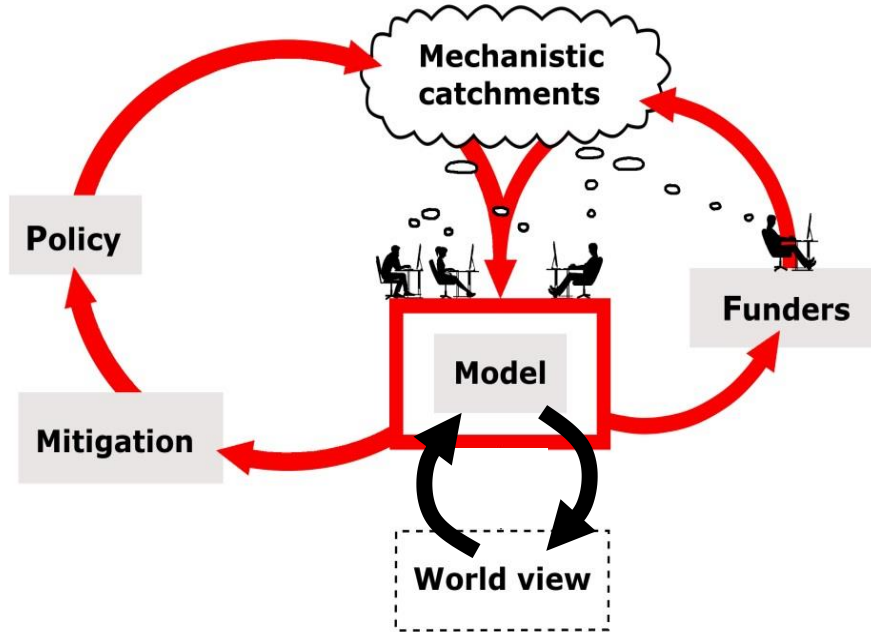 Mechanistic
catchments
Policy
Funders
Model
Mitigation
World view